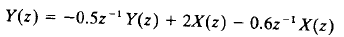 Y(z) = −0.5z⁻¹ Y(z) + 2X(z) − 0.6z⁻¹ X(z)